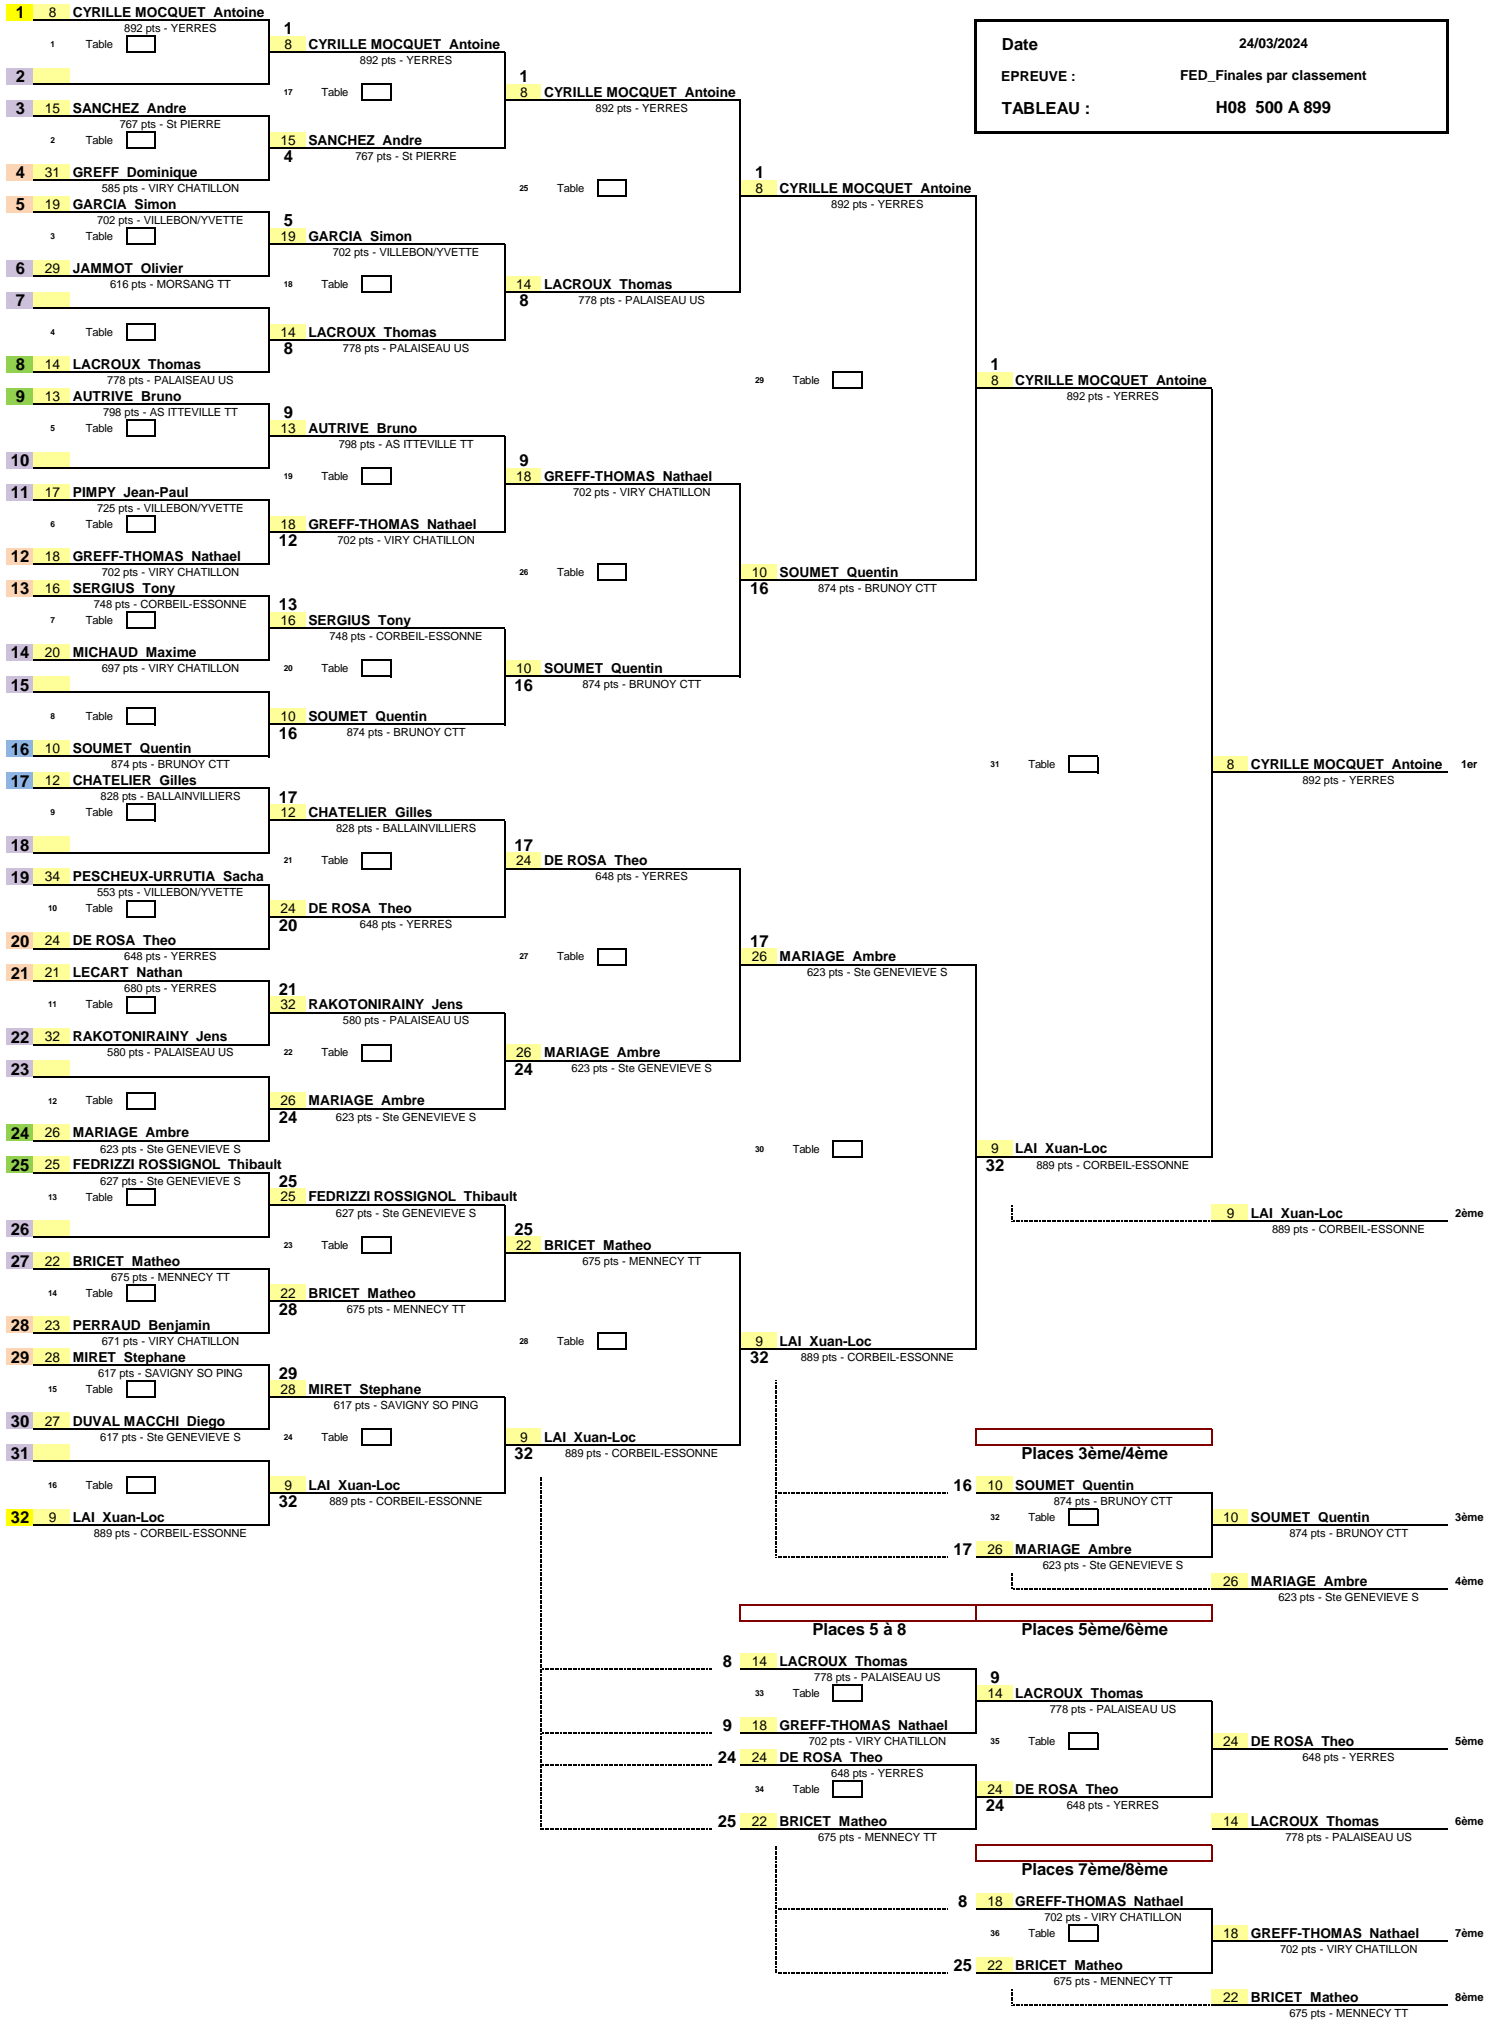 Date 24/03/2024
EPREUVE : FED_Finales par classement
TABLEAU : H08 500 A 899
1 8 CYRILLE MOCQUET Antoine
892 pts - YERRES
1 Table
2
3 15 SANCHEZ Andre
767 pts - St PIERRE
2 Table
4 31 GREFF Dominique
585 pts - VIRY CHATILLON
5 19 GARCIA Simon
702 pts - VILLEBON/YVETTE
3 Table
6 29 JAMMOT Olivier
616 pts - MORSANG TT
7
4 Table
8 14 LACROUX Thomas
778 pts - PALAISEAU US
9 13 AUTRIVE Bruno
798 pts - AS ITTEVILLE TT
5 Table
10
11 17 PIMPY Jean-Paul
725 pts - VILLEBON/YVETTE
6 Table
12 18 GREFF-THOMAS Nathael
702 pts - VIRY CHATILLON
13 16 SERGIUS Tony
748 pts - CORBEIL-ESSONNE
7 Table
14 20 MICHAUD Maxime
697 pts - VIRY CHATILLON
15
8 Table
16 10 SOUMET Quentin
874 pts - BRUNOY CTT
17 12 CHATELIER Gilles
828 pts - BALLAINVILLIERS
9 Table
18
19 34 PESCHEUX-URRUTIA Sacha
553 pts - VILLEBON/YVETTE
10 Table
20 24 DE ROSA Theo
648 pts - YERRES
21 21 LECART Nathan
680 pts - YERRES
11 Table
22 32 RAKOTONIRAINY Jens
580 pts - PALAISEAU US
23
12 Table
24 26 MARIAGE Ambre
623 pts - Ste GENEVIEVE S
25 25 FEDRIZZI ROSSIGNOL Thibault
627 pts - Ste GENEVIEVE S
13 Table
26
27 22 BRICET Matheo
675 pts - MENNECY TT
14 Table
28 23 PERRAUD Benjamin
671 pts - VIRY CHATILLON
29 28 MIRET Stephane
617 pts - SAVIGNY SO PING
15 Table
30 27 DUVAL MACCHI Diego
617 pts - Ste GENEVIEVE S
31
16 Table
32 9 LAI Xuan-Loc
889 pts - CORBEIL-ESSONNE
1
8 CYRILLE MOCQUET Antoine
892 pts - YERRES
17 Table
15 SANCHEZ Andre
4 767 pts - St PIERRE
5
19 GARCIA Simon
702 pts - VILLEBON/YVETTE
18 Table
14 LACROUX Thomas
8 778 pts - PALAISEAU US
9
13 AUTRIVE Bruno
798 pts - AS ITTEVILLE TT
19 Table
18 GREFF-THOMAS Nathael
12 702 pts - VIRY CHATILLON
13
16 SERGIUS Tony
748 pts - CORBEIL-ESSONNE
20 Table
10 SOUMET Quentin
16 874 pts - BRUNOY CTT
17
12 CHATELIER Gilles
828 pts - BALLAINVILLIERS
21 Table
24 DE ROSA Theo
20 648 pts - YERRES
21
32 RAKOTONIRAINY Jens
580 pts - PALAISEAU US
22 Table
26 MARIAGE Ambre
24 623 pts - Ste GENEVIEVE S
25
25 FEDRIZZI ROSSIGNOL Thibault
627 pts - Ste GENEVIEVE S
23 Table
22 BRICET Matheo
28 675 pts - MENNECY TT
29
28 MIRET Stephane
617 pts - SAVIGNY SO PING
24 Table
9 LAI Xuan-Loc
32 889 pts - CORBEIL-ESSONNE
1
8 CYRILLE MOCQUET Antoine
892 pts - YERRES
25 Table
14 LACROUX Thomas
8 778 pts - PALAISEAU US
9
18 GREFF-THOMAS Nathael
702 pts - VIRY CHATILLON
26 Table
10 SOUMET Quentin
16 874 pts - BRUNOY CTT
17
24 DE ROSA Theo
648 pts - YERRES
27 Table
26 MARIAGE Ambre
24 623 pts - Ste GENEVIEVE S
25
22 BRICET Matheo
675 pts - MENNECY TT
28 Table
9 LAI Xuan-Loc
32 889 pts - CORBEIL-ESSONNE
1
8 CYRILLE MOCQUET Antoine
892 pts - YERRES
29 Table
10 SOUMET Quentin
16 874 pts - BRUNOY CTT
17
26 MARIAGE Ambre
623 pts - Ste GENEVIEVE S
30 Table
9 LAI Xuan-Loc
32 889 pts - CORBEIL-ESSONNE
1
8 CYRILLE MOCQUET Antoine
892 pts - YERRES
31 Table
9 LAI Xuan-Loc
32 889 pts - CORBEIL-ESSONNE
8 CYRILLE MOCQUET Antoine 1er
892 pts - YERRES
9 LAI Xuan-Loc 2ème
889 pts - CORBEIL-ESSONNE
Places 3ème/4ème
16 10 SOUMET Quentin
874 pts - BRUNOY CTT
32 Table
17 26 MARIAGE Ambre
623 pts - Ste GENEVIEVE S
10 SOUMET Quentin 3ème
874 pts - BRUNOY CTT
26 MARIAGE Ambre 4ème
623 pts - Ste GENEVIEVE S
Places 5 à 8 Places 5ème/6ème
8 14 LACROUX Thomas
778 pts - PALAISEAU US
33 Table
9 18 GREFF-THOMAS Nathael
702 pts - VIRY CHATILLON
24 24 DE ROSA Theo
648 pts - YERRES
34 Table
25 22 BRICET Matheo
675 pts - MENNECY TT
9
14 LACROUX Thomas
778 pts - PALAISEAU US
35 Table
24 DE ROSA Theo
24 648 pts - YERRES
24 DE ROSA Theo 5ème
648 pts - YERRES
14 LACROUX Thomas 6ème
778 pts - PALAISEAU US
Places 7ème/8ème
8 18 GREFF-THOMAS Nathael
702 pts - VIRY CHATILLON
36 Table
25 22 BRICET Matheo
675 pts - MENNECY TT
18 GREFF-THOMAS Nathael 7ème
702 pts - VIRY CHATILLON
22 BRICET Matheo 8ème
675 pts - MENNECY TT